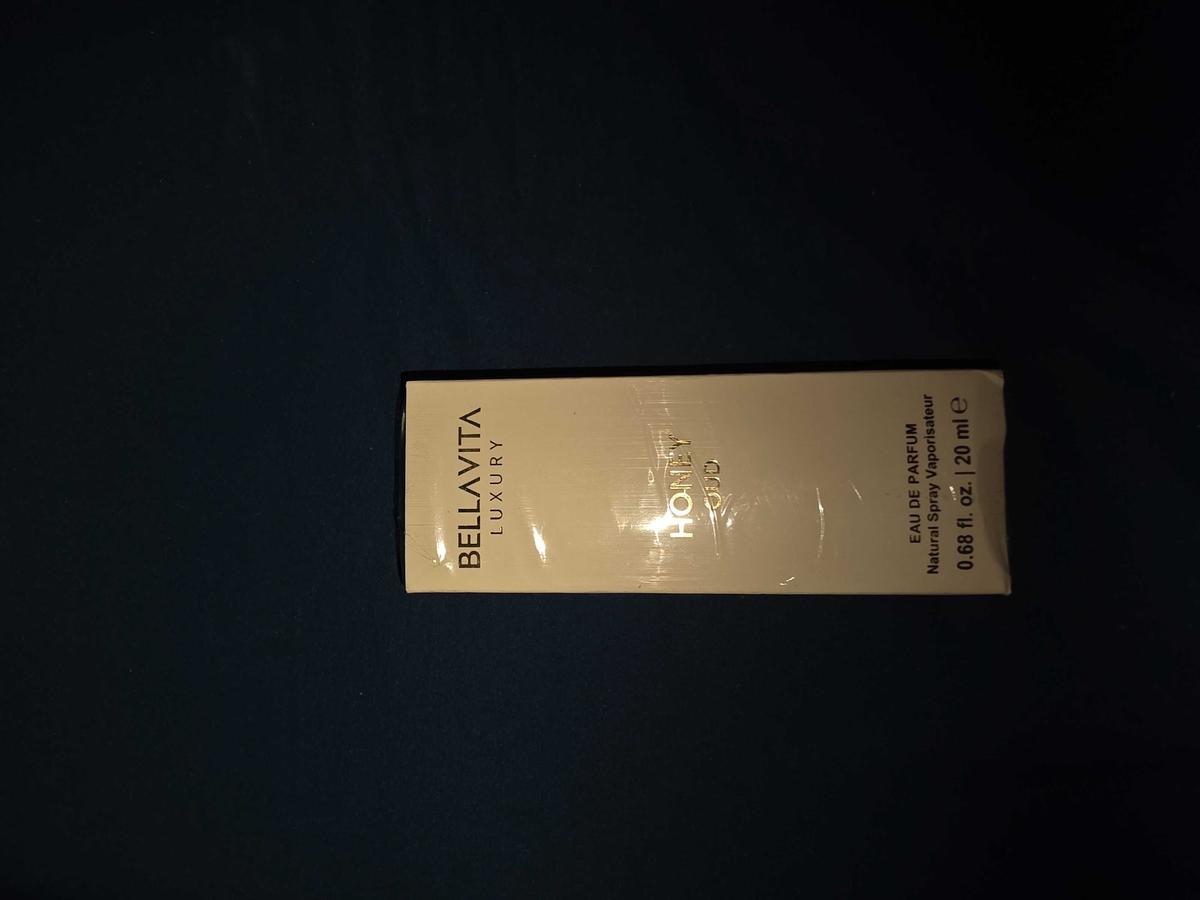 BELLAVITA
LUXURY
HONEY
OUD
EAU DE PARFUM
Natural Spray Vaporisateur
0.68 fl. oz. | 20 ml ℮